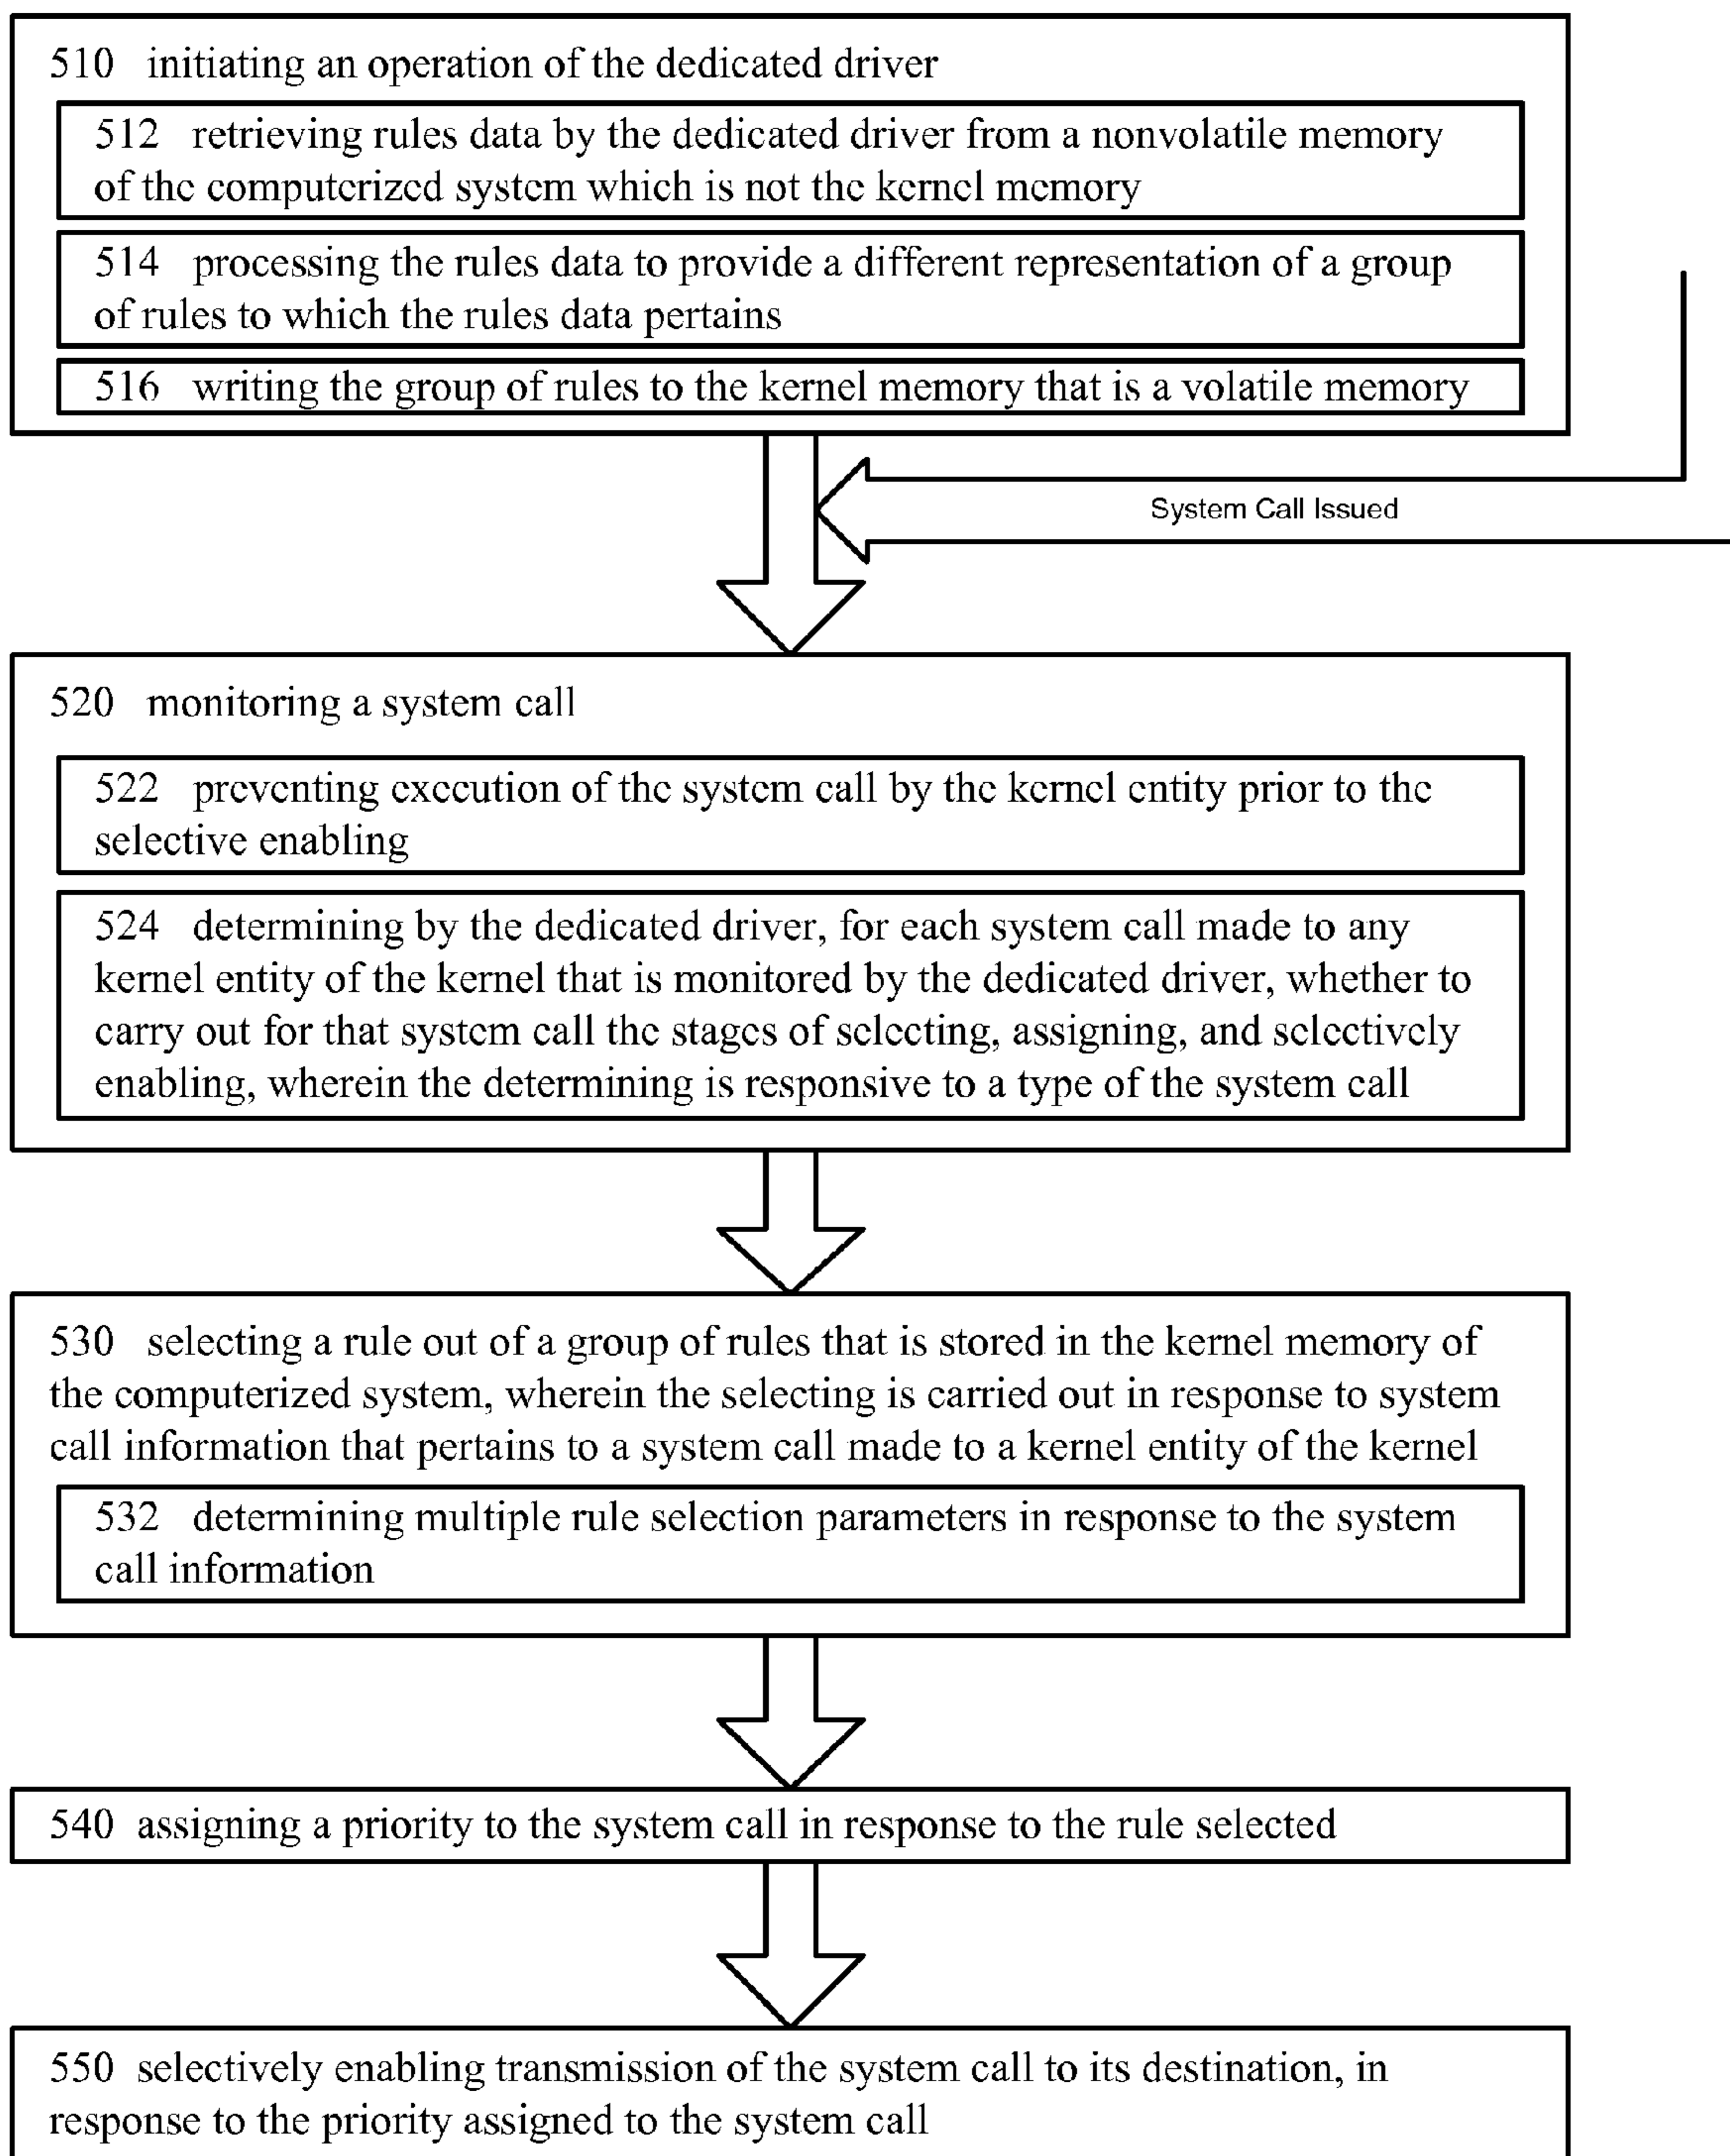 510 initiating an operation of the dedicated driver
512 retrieving rules data by the dedicated driver from a nonvolatile memory
of the computerized system which is not the kernel memory
514 processing the rules data to provide a different representation of a group
of rules to which the rules data pertains
516 writing the group of rules to the kernel memory that is a volatile memory
System Call Issued
520 monitoring a system call
522 preventing execution of the system call by the kernel entity prior to the
selective enabling
524 determining by the dedicated driver, for each system call made to any
kernel entity of the kernel that is monitored by the dedicated driver, whether to
carry out for that system call the stages of selecting, assigning, and selectively
enabling, wherein the determining is responsive to a type of the system call
530 selecting a rule out of a group of rules that is stored in the kernel memory of
the computerized system, wherein the selecting is carried out in response to system
call information that pertains to a system call made to a kernel entity of the kernel
532 determining multiple rule selection parameters in response to the system
call information
540 assigning a priority to the system call in response to the rule selected
550 selectively enabling transmission of the system call to its destination, in
response to the priority assigned to the system call